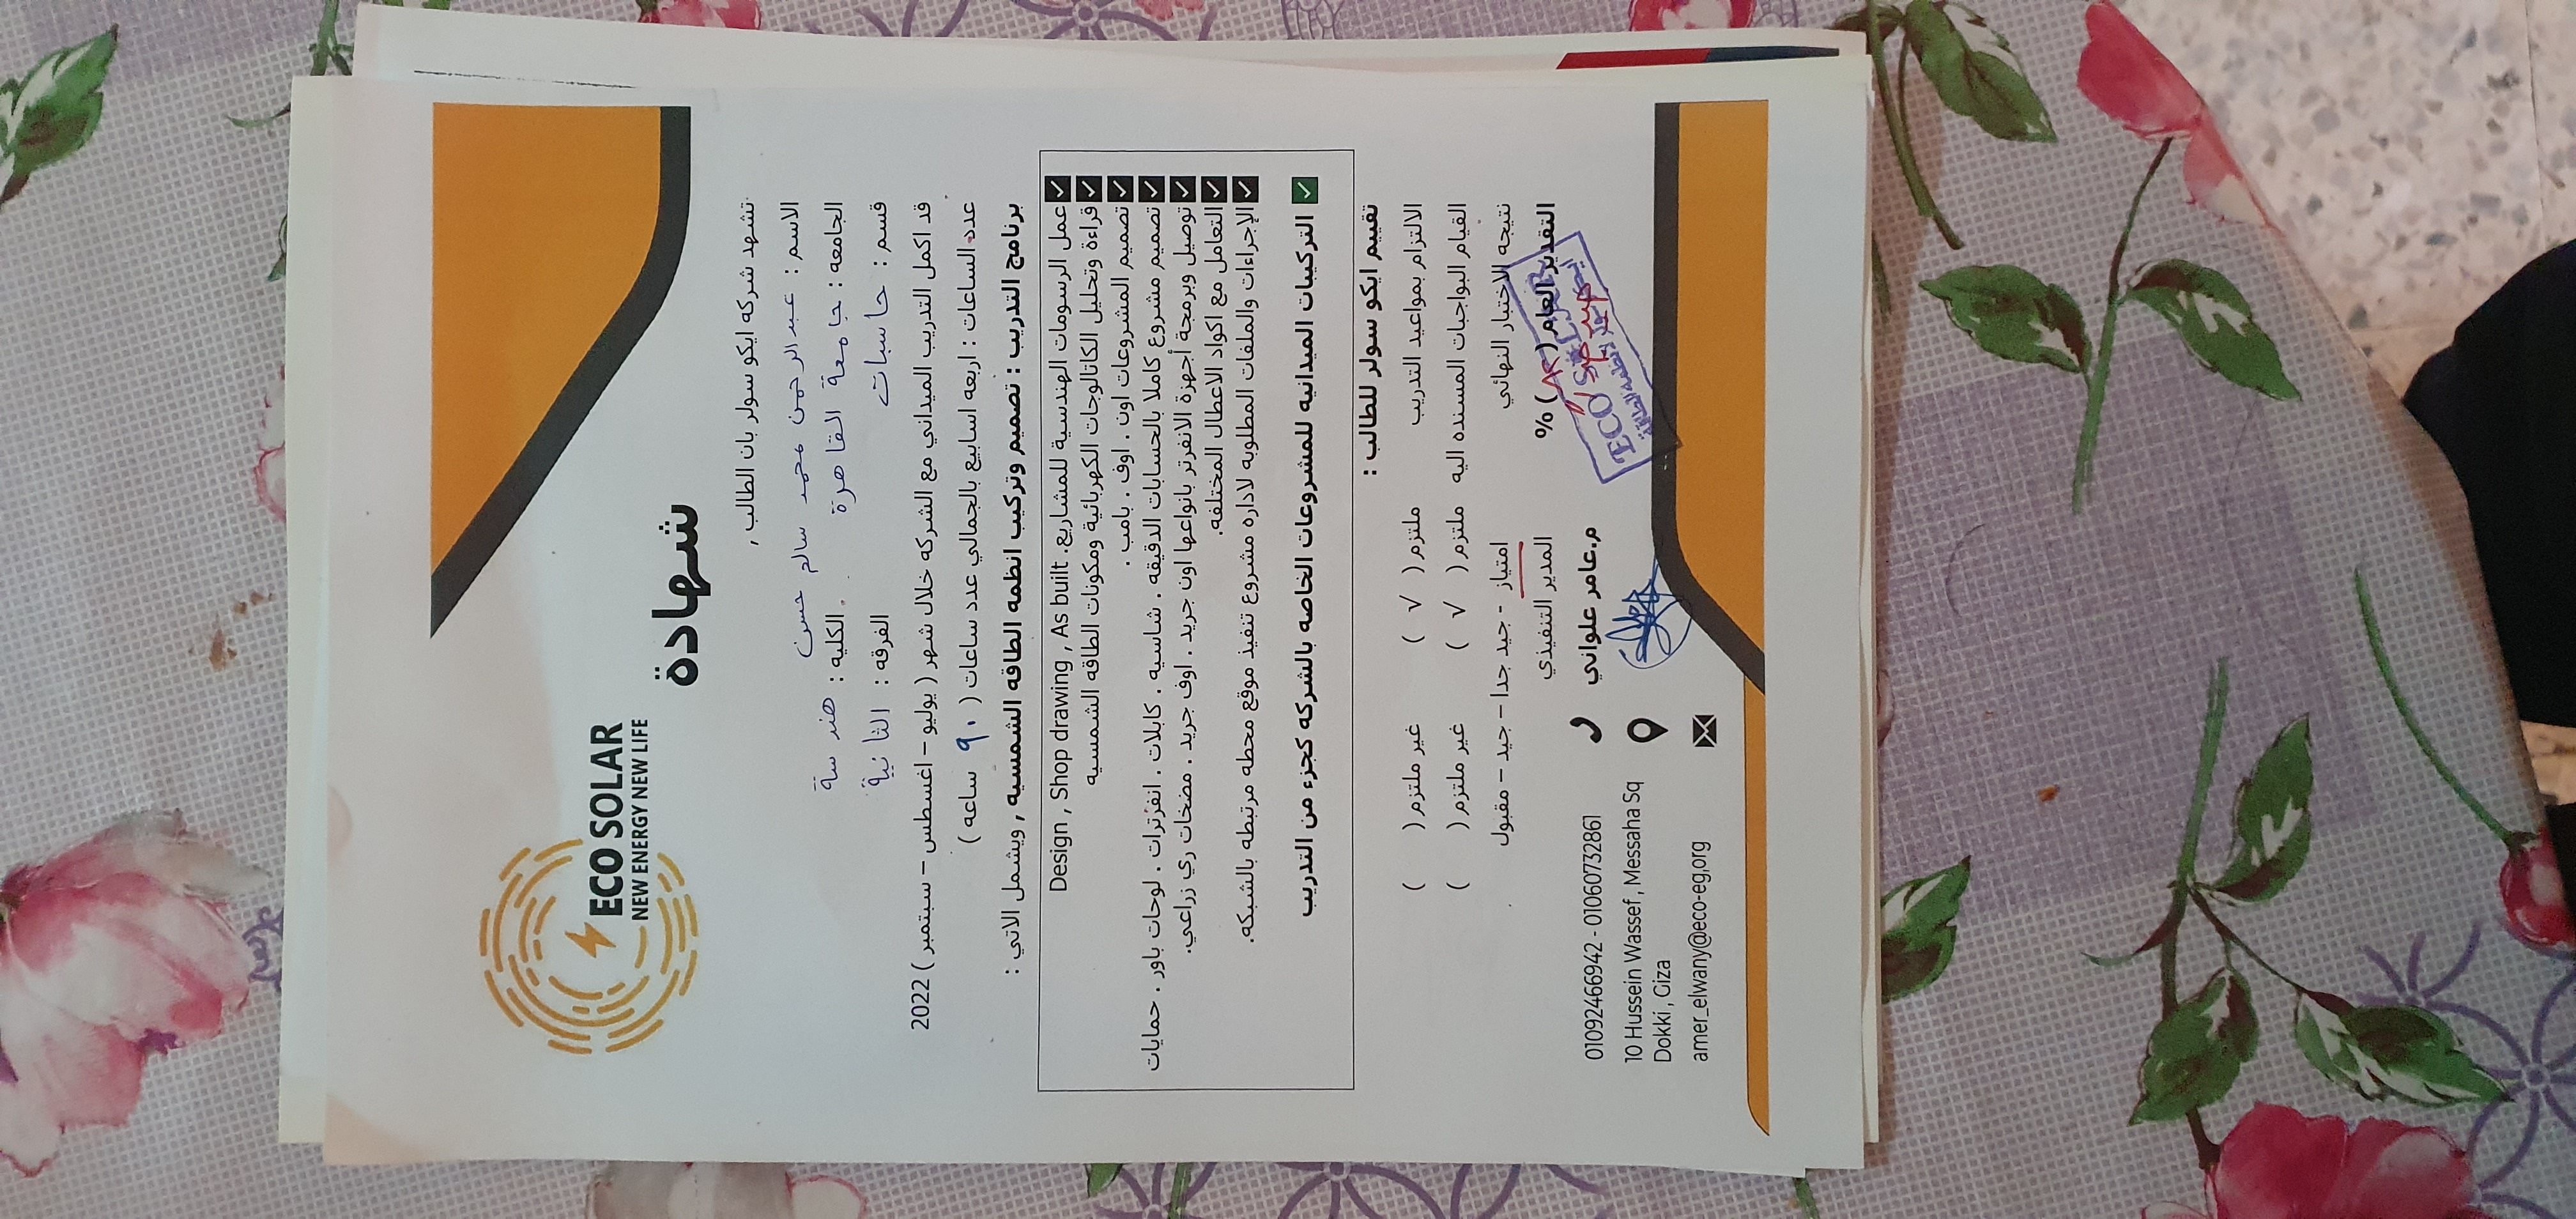 ECO SOLAR
NEW ENERGY NEW LIFE
شهادة
تشهد شركه ايكو سولر بان الطالب ,
الاسم : عبدالرحمن محمد سالم حسن
الجامعه : جامعة القاهرة الكليه : هندسة
قسم : حاسبات الفرقه : الثانية
قد اكمل التدريب الميداني مع الشركه خلال شهر ( يوليو – اغسطس – سبتمبر ) 2022
عدد الساعات : اربعه اسابيع بالجمالي عدد ساعات ( ٩٠ ساعه )
برنامج التدريب : تصميم وتركيب انظمه الطاقه الشمسيه , ويشمل الاتي :
عمل الرسومات الهندسية للمشاريع. Design , Shop drawing , As built
قراءة وتحليل الكاتالوجات الكهربائية ومكونات الطاقه الشمسيه
تصميم المشروعات اون . اوف . بامب .
تصميم مشروع كاملا بالحسابات الدقيقه . شاسيه . كابلات . انفرترات . لوحات باور . حمايات
توصيل وبرمجة أجهزة الانفرتر بانواعها اون جريد . اوف جريد . مضخات ري زراعي.
التعامل مع اكواد الاعطال المختلفه.
الإجراءات والملفات المطلوبه لاداره مشروع تنفيذ موقع محطه مرتبطه بالشبكه.
التركيبات الميدانيه للمشروعات الخاصه بالشركه كجزء من التدريب
تقييم ايكو سولر للطالب :
الالتزام بمواعيد التدريب ملتزم ( √ ) غير ملتزم ( )
القيام البواجبات المسنده اليه ملتزم ( √ ) غير ملتزم ( )
نتيجه الاختبار النهائي امتياز - جيد جدا – جيد – مقبول
التقدير العام ( ) % المدير التنفيذي
جيد جدا
م.عامر علواني
ECO SOLAR
ايكو سولر لانظمه الطاقة
01092466942 - 01060732861
10 Hussein Wassef , Messaha Sq
Dokki , Giza
amer_elwany@eco-eg,org